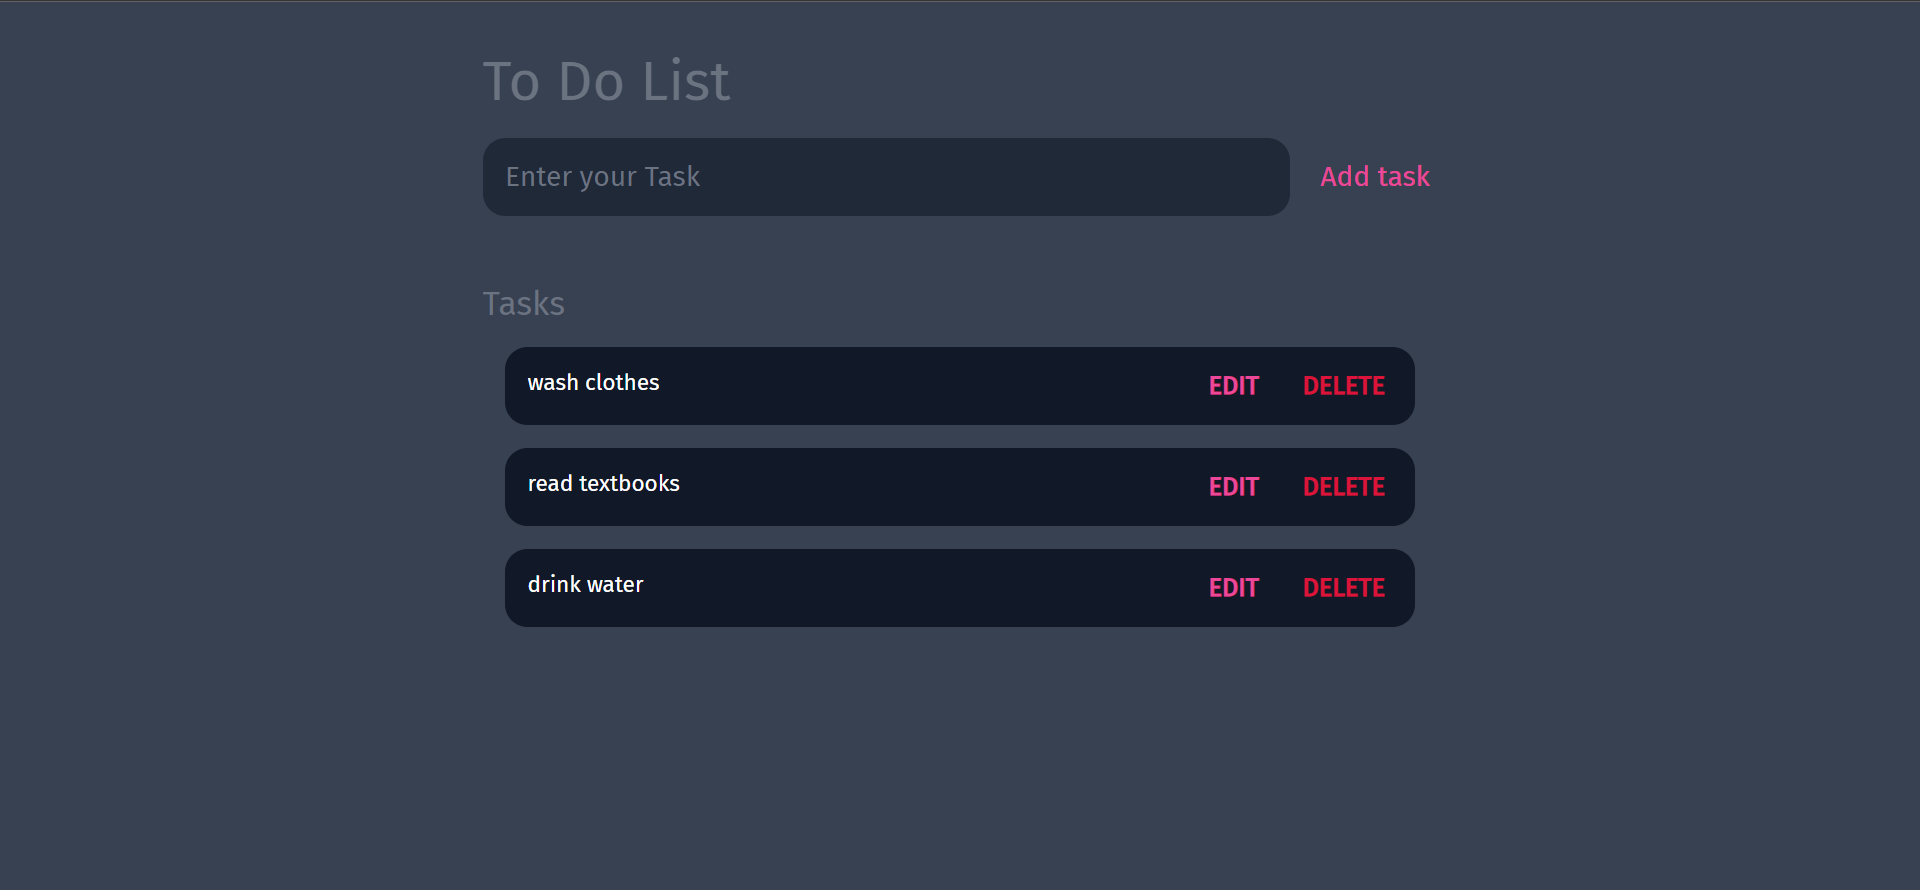 To Do List
Enter your Task
Add task
Tasks
wash clothes EDIT DELETE
read textbooks EDIT DELETE
drink water EDIT DELETE